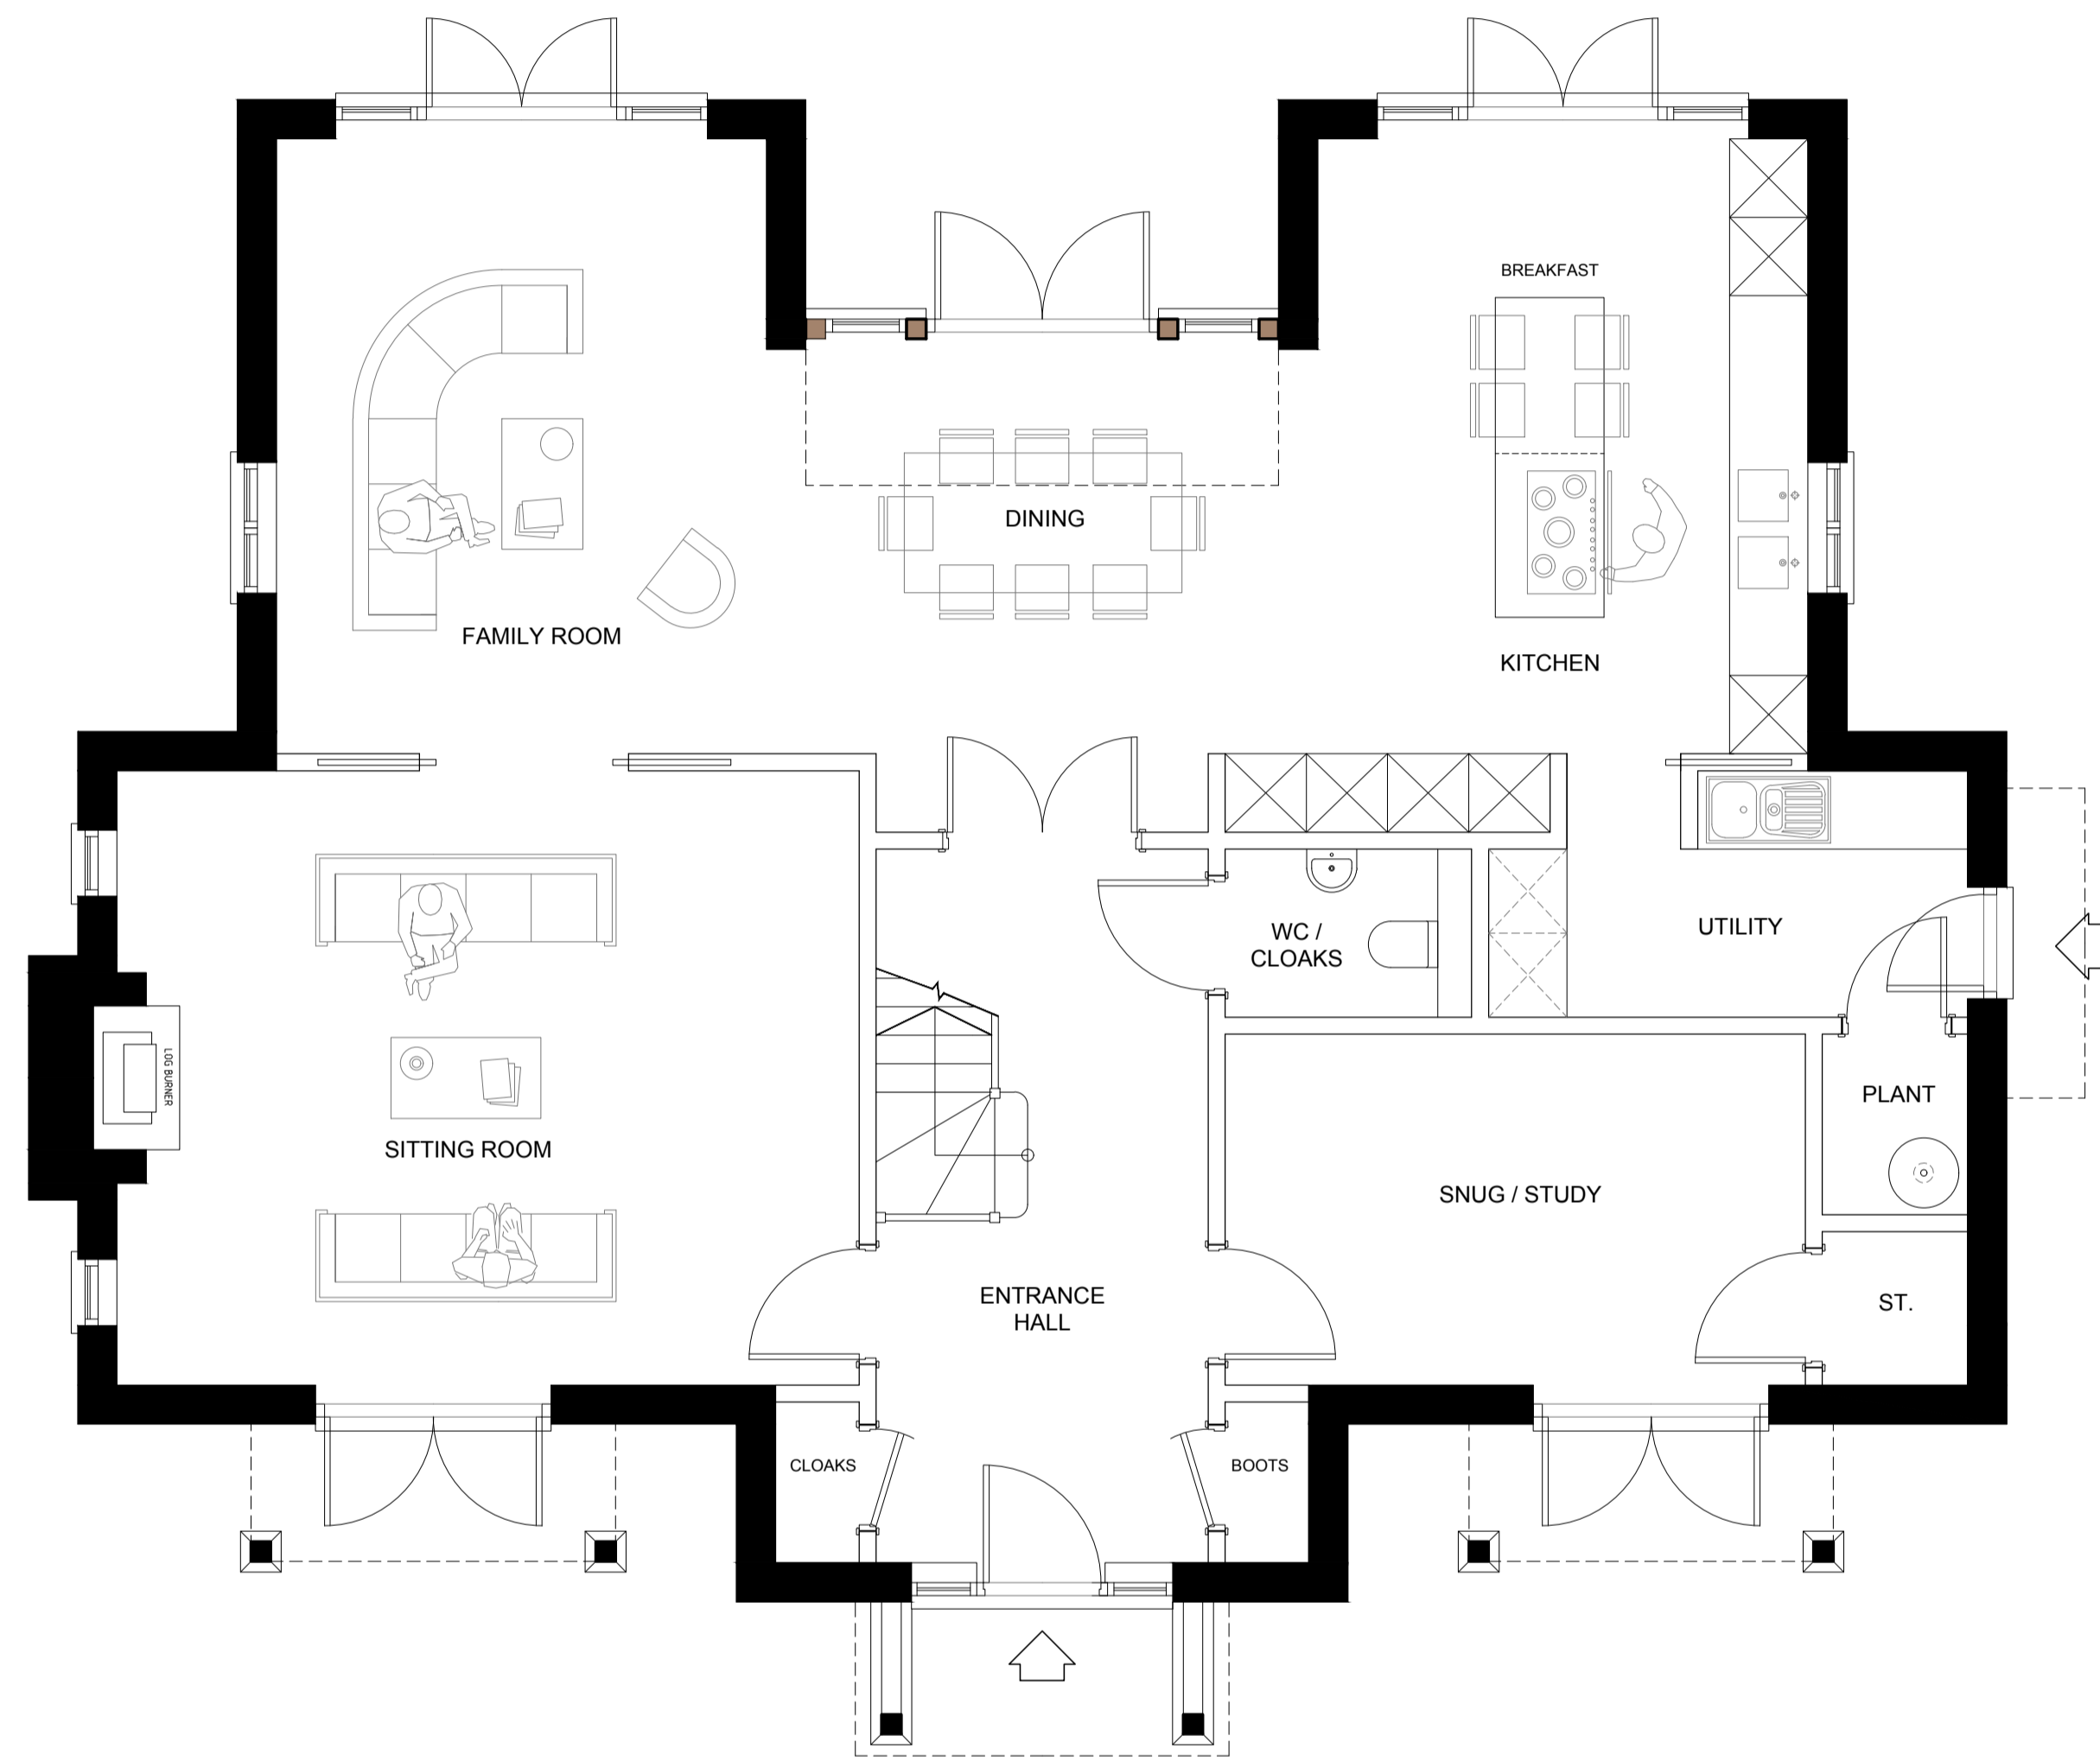 BREAKFAST
DINING
FAMILY ROOM
KITCHEN
WC /
CLOAKS
UTILITY
LOG BURNER
PLANT
SITTING ROOM
SNUG / STUDY
ENTRANCE
HALL
ST.
CLOAKS
BOOTS